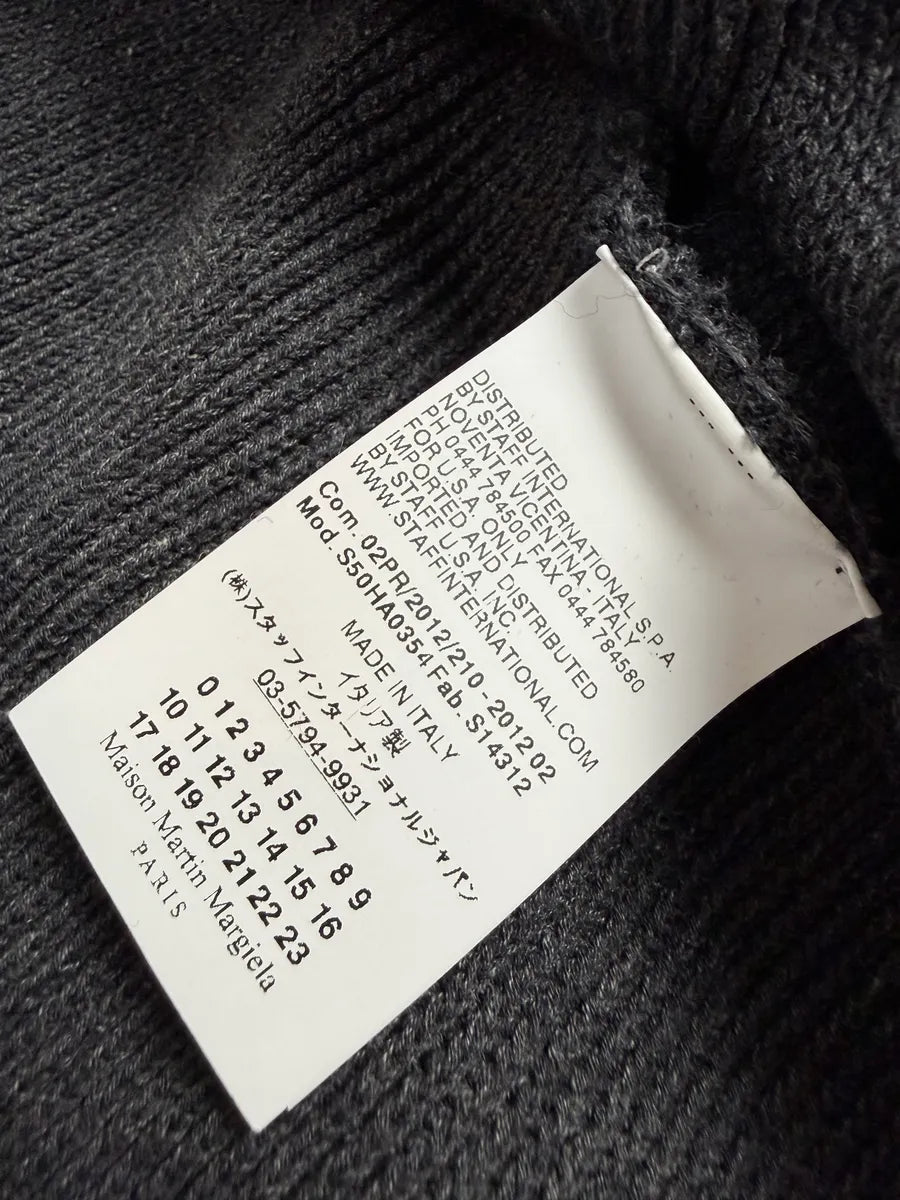 DISTRIBUTED
BY STAFF INTERNATIONAL S.P.A.
NOVENTA VICENTINA - ITALY
PH 0444 784500 FAX 0444 784580
FOR U.S.A. ONLY
IMPORTED AND DISTRIBUTED
BY STAFF U.S.A. INC.
WWW.STAFFINTERNATIONAL.COM
Com. 02PR/2012/210 - 2012 02
Mod. S50HA0354 Fab. S14312
MADE IN ITALY
イタリア製
(株)スタッフインターナショナルジャパン
03-5794-9931
0 1 2 3 4 5 6 7 8 9
10 11 12 13 14 15 16
17 18 19 20 21 22 23
Maison Martin Margiela
PARIS